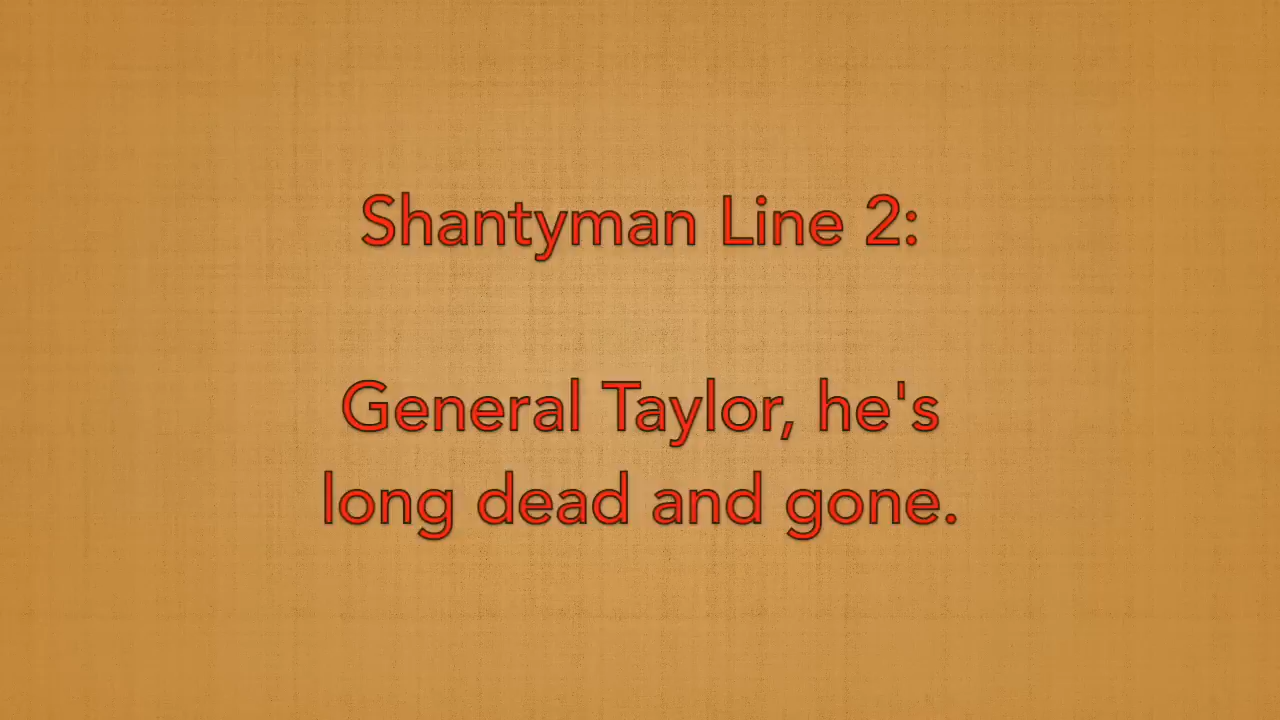 Shantyman Line 2:
General Taylor, he's
long dead and gone.